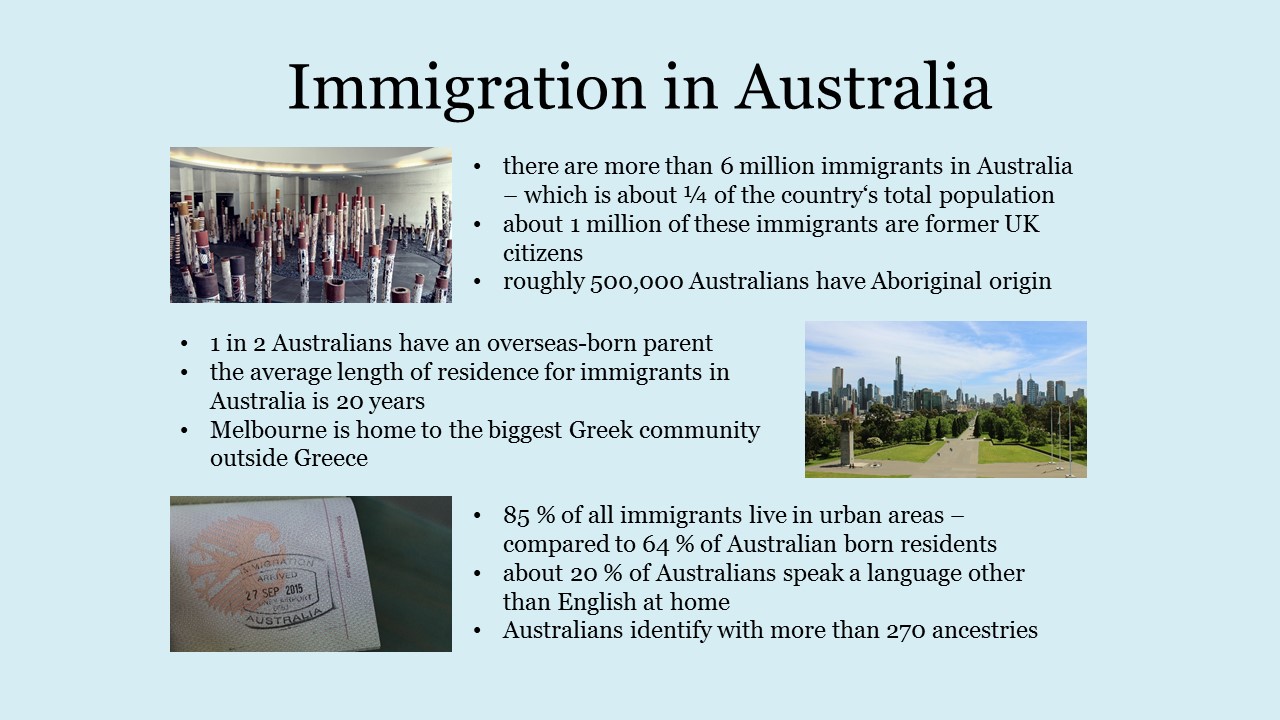 Immigration in Australia
• there are more than 6 million immigrants in Australia
– which is about ¼ of the country‘s total population
• about 1 million of these immigrants are former UK
citizens
• roughly 500,000 Australians have Aboriginal origin
• 1 in 2 Australians have an overseas-born parent
• the average length of residence for immigrants in
Australia is 20 years
• Melbourne is home to the biggest Greek community
outside Greece
• 85 % of all immigrants live in urban areas –
compared to 64 % of Australian born residents
• about 20 % of Australians speak a language other
than English at home
• Australians identify with more than 270 ancestries
IMMIGRATION
ARRIVED
27 SEP 2015
AIRPORT
AUSTRALIA